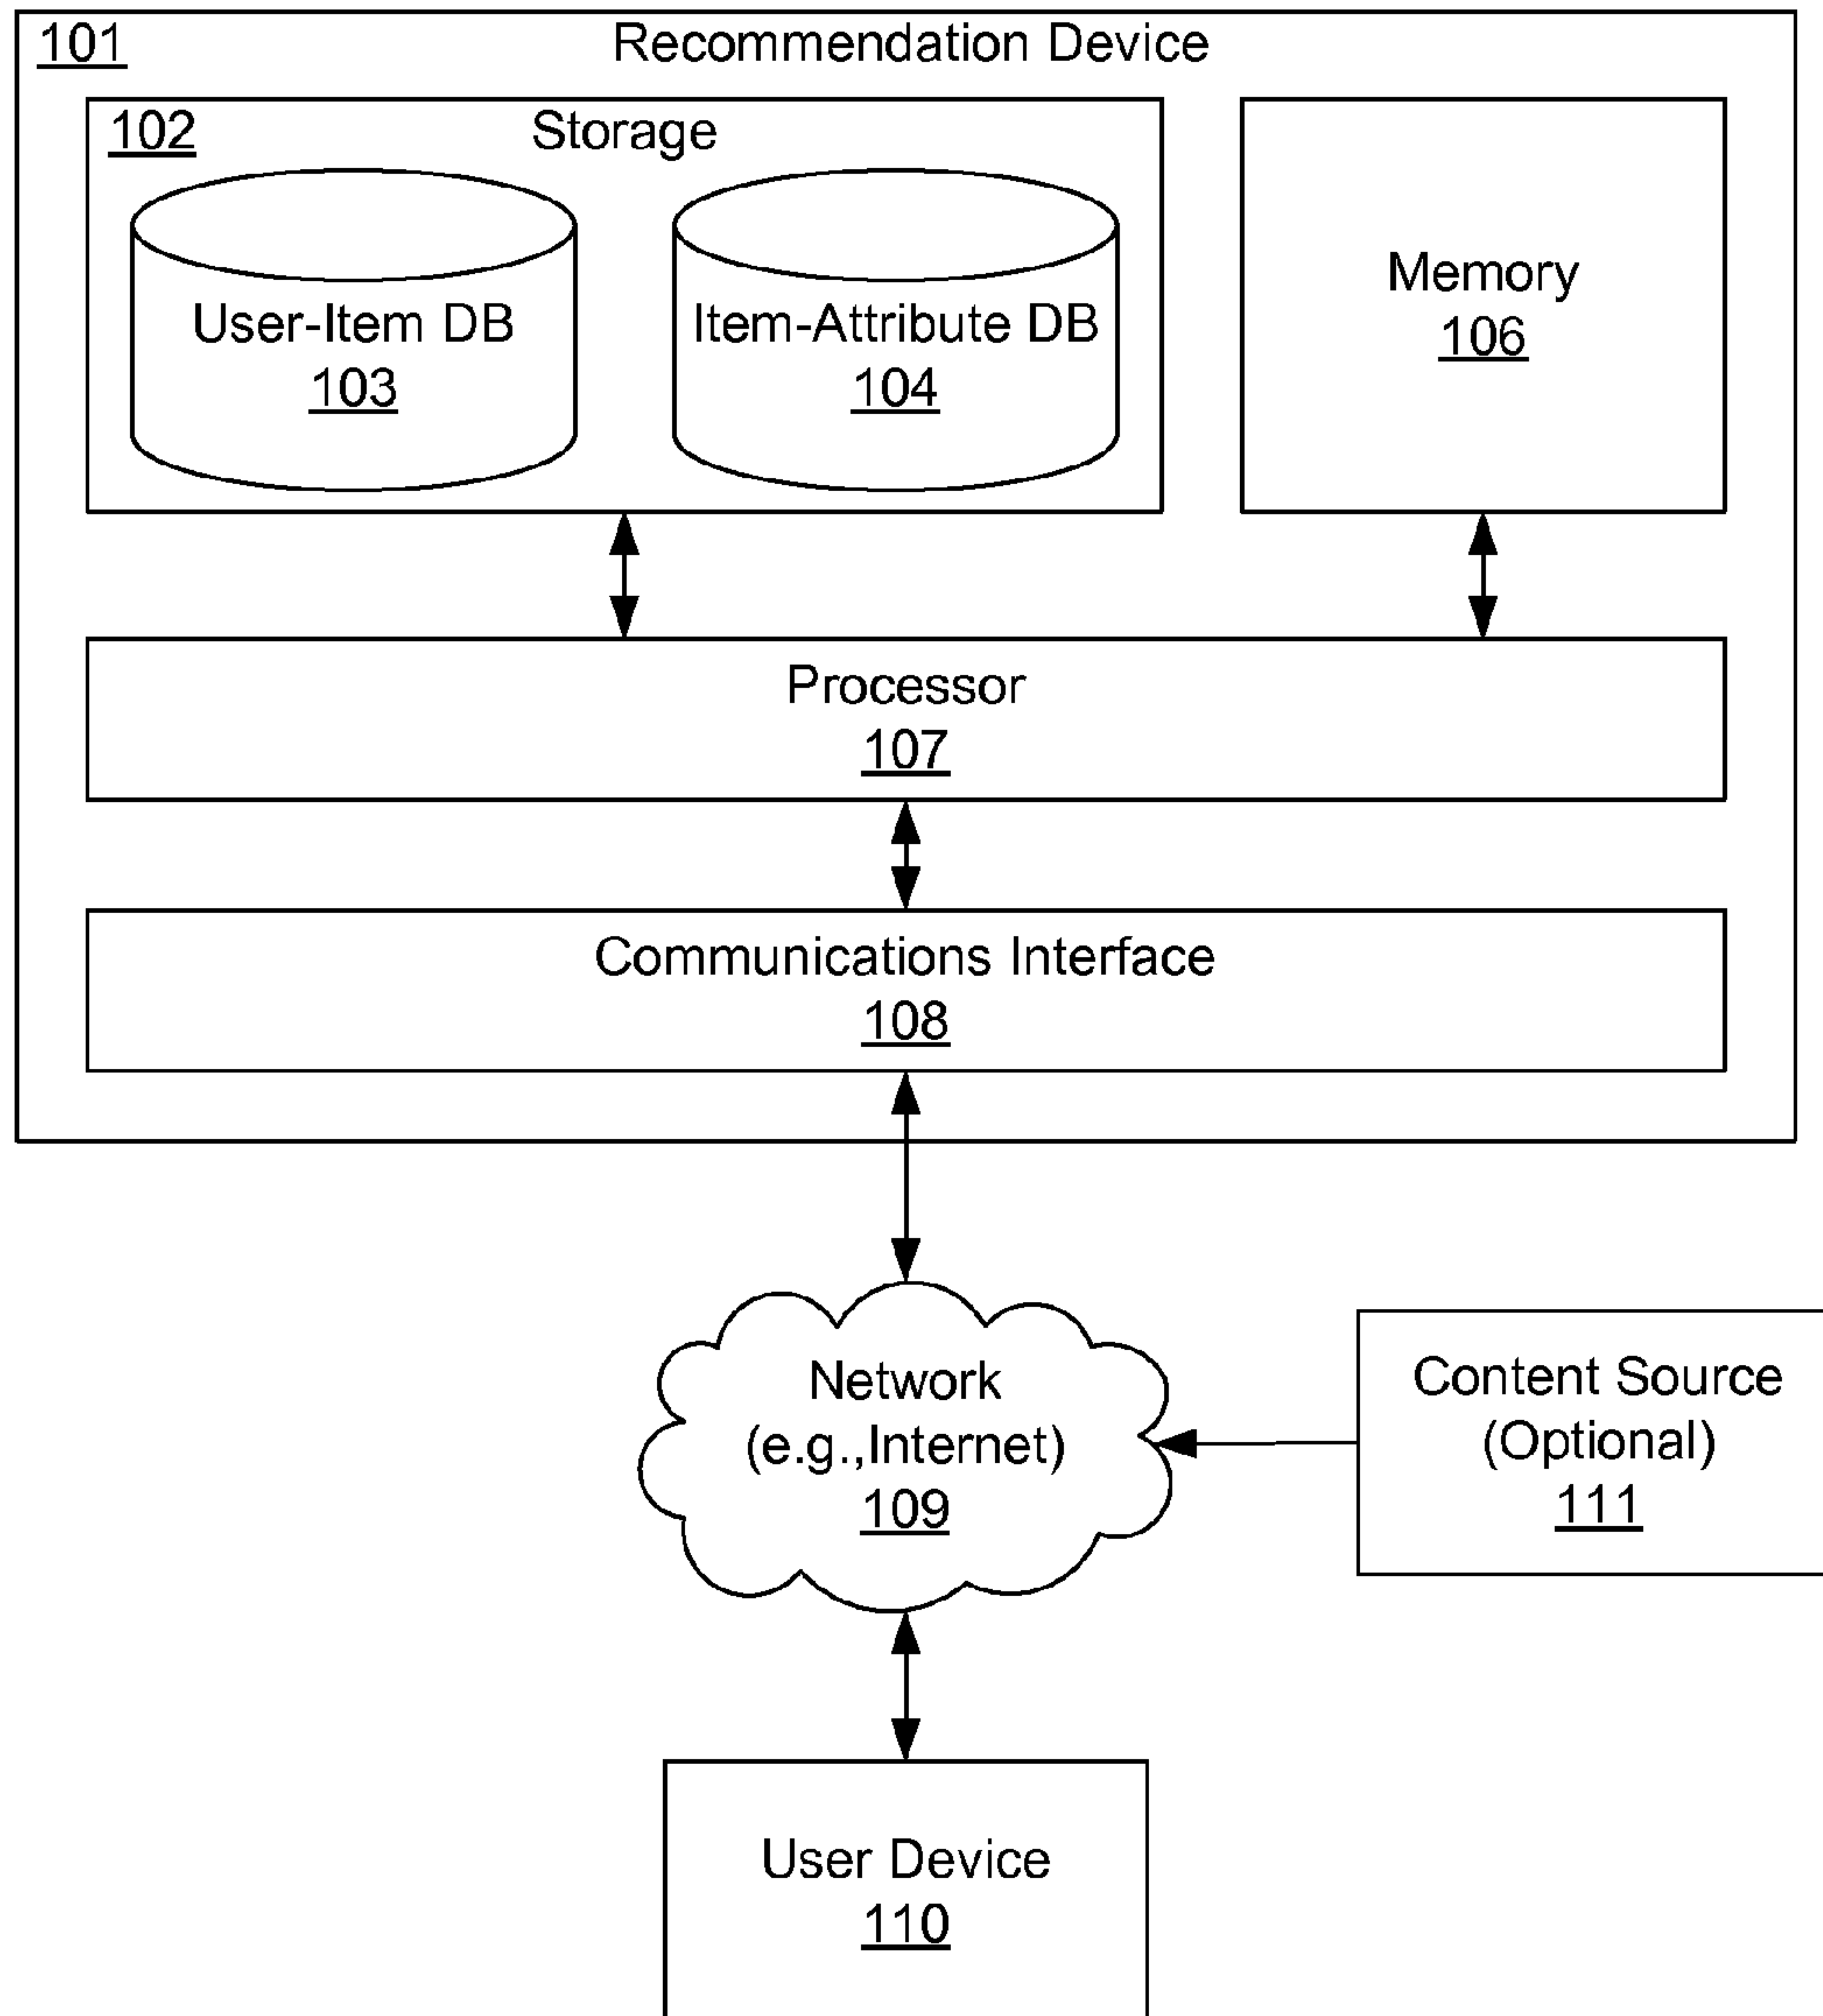 101
Recommendation Device
102
Storage
User-Item DB
103
Item-Attribute DB
104
Memory
106
Processor
107
Communications Interface
108
Network
(e.g.,Internet)
109
Content Source
(Optional)
111
User Device
110